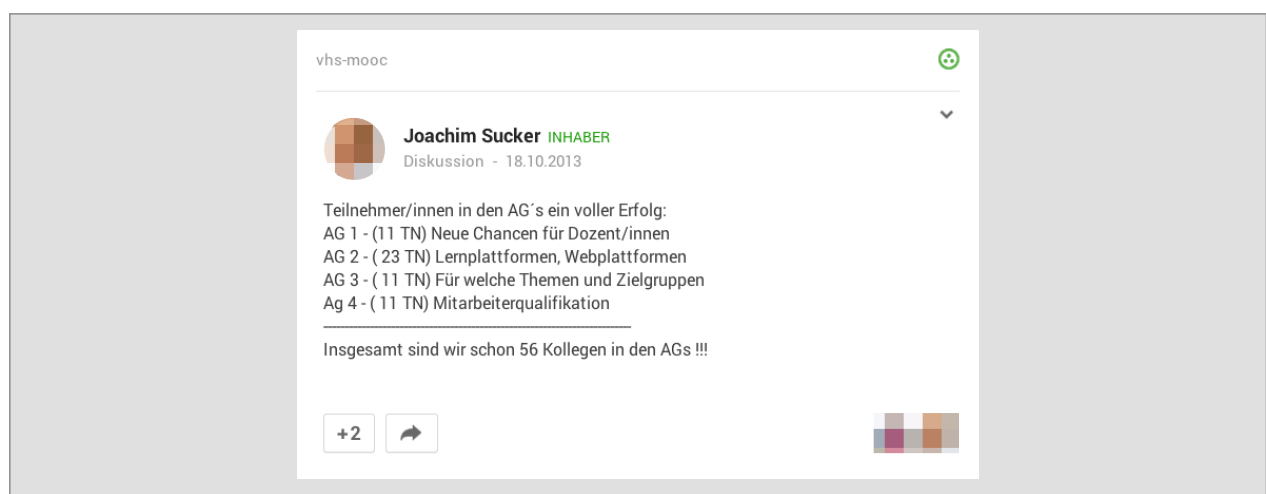 vhs-mooc
Joachim Sucker INHABER
Diskussion - 18.10.2013
Teilnehmer/innen in den AG´s ein voller Erfolg:
AG 1 - (11 TN) Neue Chancen für Dozent/innen
AG 2 - ( 23 TN) Lernplattformen, Webplattformen
AG 3 - ( 11 TN) Für welche Themen und Zielgruppen
Ag 4 - ( 11 TN) Mitarbeiterqualifikation
--------------------------------------------------------------------------
Insgesamt sind wir schon 56 Kollegen in den AGs !!!
+2